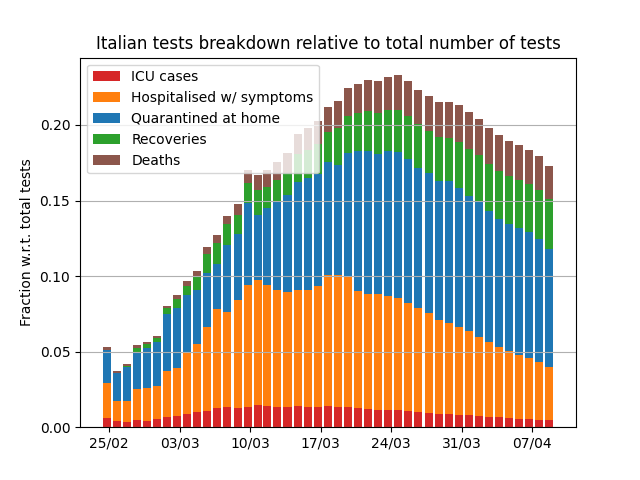 Italian tests breakdown relative to total number of tests
ICU cases
Hospitalised w/ symptoms
Quarantined at home
Recoveries
Deaths
Fraction w.r.t. total tests
0.20
0.15
0.10
0.05
0.00
25/02 03/03 10/03 17/03 24/03 31/03 07/04